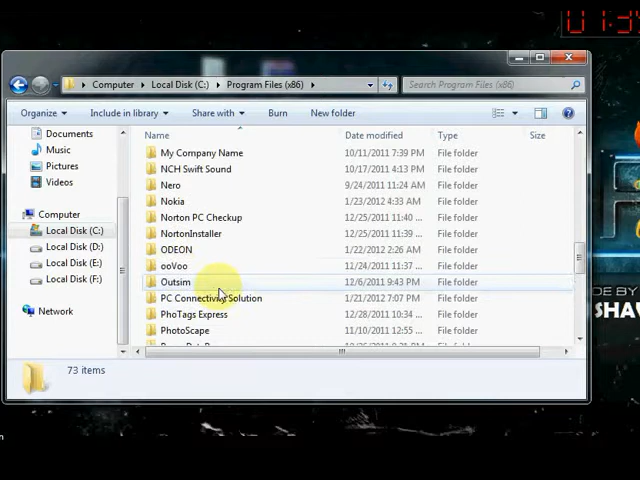 Computer Local Disk (C:) Program Files (x86) Search Program Files (x86)
Organize Include in library Share with Burn New folder
Documents
Music
Pictures
Videos
Computer
Local Disk (C:)
Local Disk (D:)
Local Disk (E:)
Local Disk (F:)
Network
Name Date modified Type Size
My Company Name 10/11/2011 7:39 PM File folder
NCH Swift Sound 10/17/2011 4:13 PM File folder
Nero 9/24/2011 11:24 AM File folder
Nokia 1/23/2012 4:33 AM File folder
Norton PC Checkup 12/25/2011 11:40 ... File folder
NortonInstaller 12/25/2011 11:40 ... File folder
ODEON 1/22/2012 2:26 AM File folder
ooVoo 11/24/2011 11:37 ... File folder
Outsim 12/6/2011 9:43 PM File folder
PC Connectivity Solution 1/21/2012 7:07 PM File folder
PhoTags Express 12/28/2011 10:34 ... File folder
PhotoScape 11/10/2011 12:55 ... File folder
73 items
DE BY
SHAV